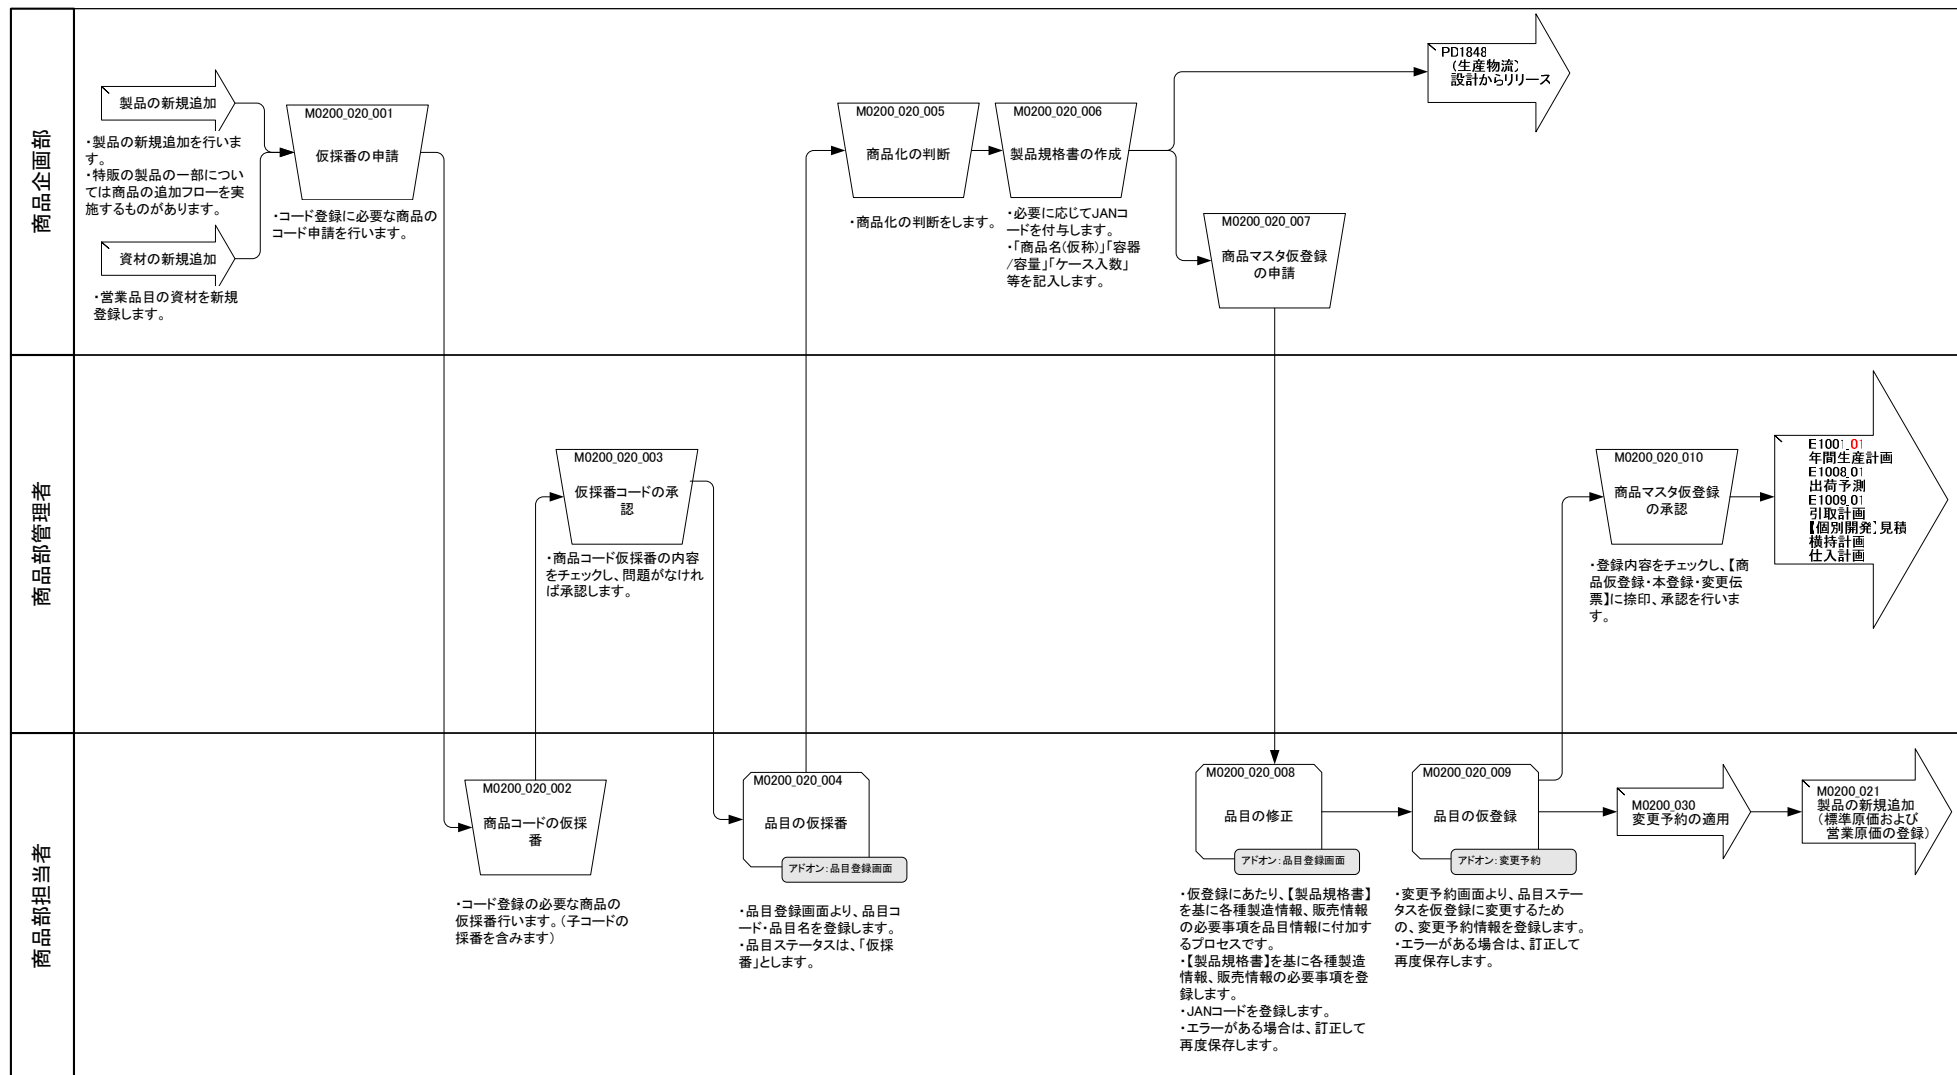 商品企画部
製品の新規追加
・製品の新規追加を行いま
す。
・特販の製品の一部につい
ては商品の追加フローを実
施するものがあります。
資材の新規追加
・営業品目の資材を新規
登録します。
M0200_020_001
仮採番の申請
・コード登録に必要な商品の
コード申請を行います。
M0200_020_005
商品化の判断
・商品化の判断をします。
M0200_020_006
製品規格書の作成
・必要に応じてJANコ
ードを付与します。
・「商品名(仮称)」「容器
/容量」「ケース入数」
等を記入します。
M0200_020_007
商品マスタ仮登録
の申請
PD1848
（生産物流）
設計からリリース
商品部管理者
M0200_020_003
仮採番コードの承
認
・商品コード仮採番の内容
をチェックし、問題がなけれ
ば承認します。
M0200_020_010
商品マスタ仮登録
の承認
・登録内容をチェックし、【商
品仮登録・本登録・変更伝
票】に捺印、承認を行いま
す。
E1001_01
年間生産計画
E1008_01
出荷予測
E1009_01
引取計画
【個別開発】見積
横持計画
仕入計画
商品部担当者
M0200_020_002
商品コードの仮採
番
・コード登録の必要な商品の
仮採番行います。（子コードの
採番を含みます）
M0200_020_004
品目の仮採番
アドオン：品目登録画面
・品目登録画面より、品目コ
ード・品目名を登録します。
・品目ステータスは、「仮採
番」とします。
M0200_020_008
品目の修正
アドオン：品目登録画面
・仮登録にあたり、【製品規格書】
を基に各種製造情報、販売情報
の必要事項を品目情報に付加す
るプロセスです。
・【製品規格書】を基に各種製造
情報、販売情報の必要事項を登
録します。
・JANコードを登録します。
・エラーがある場合は、訂正して
再度保存します。
M0200_020_009
品目の仮登録
アドオン：変更予約
・変更予約画面より、品目ステー
タスを仮登録に変更するため
の、変更予約情報を登録します。
・エラーがある場合は、訂正して
再度保存します。
M0200_030
変更予約の適用
M0200_021
製品の新規追加
（標準原価および
営業原価の登録）